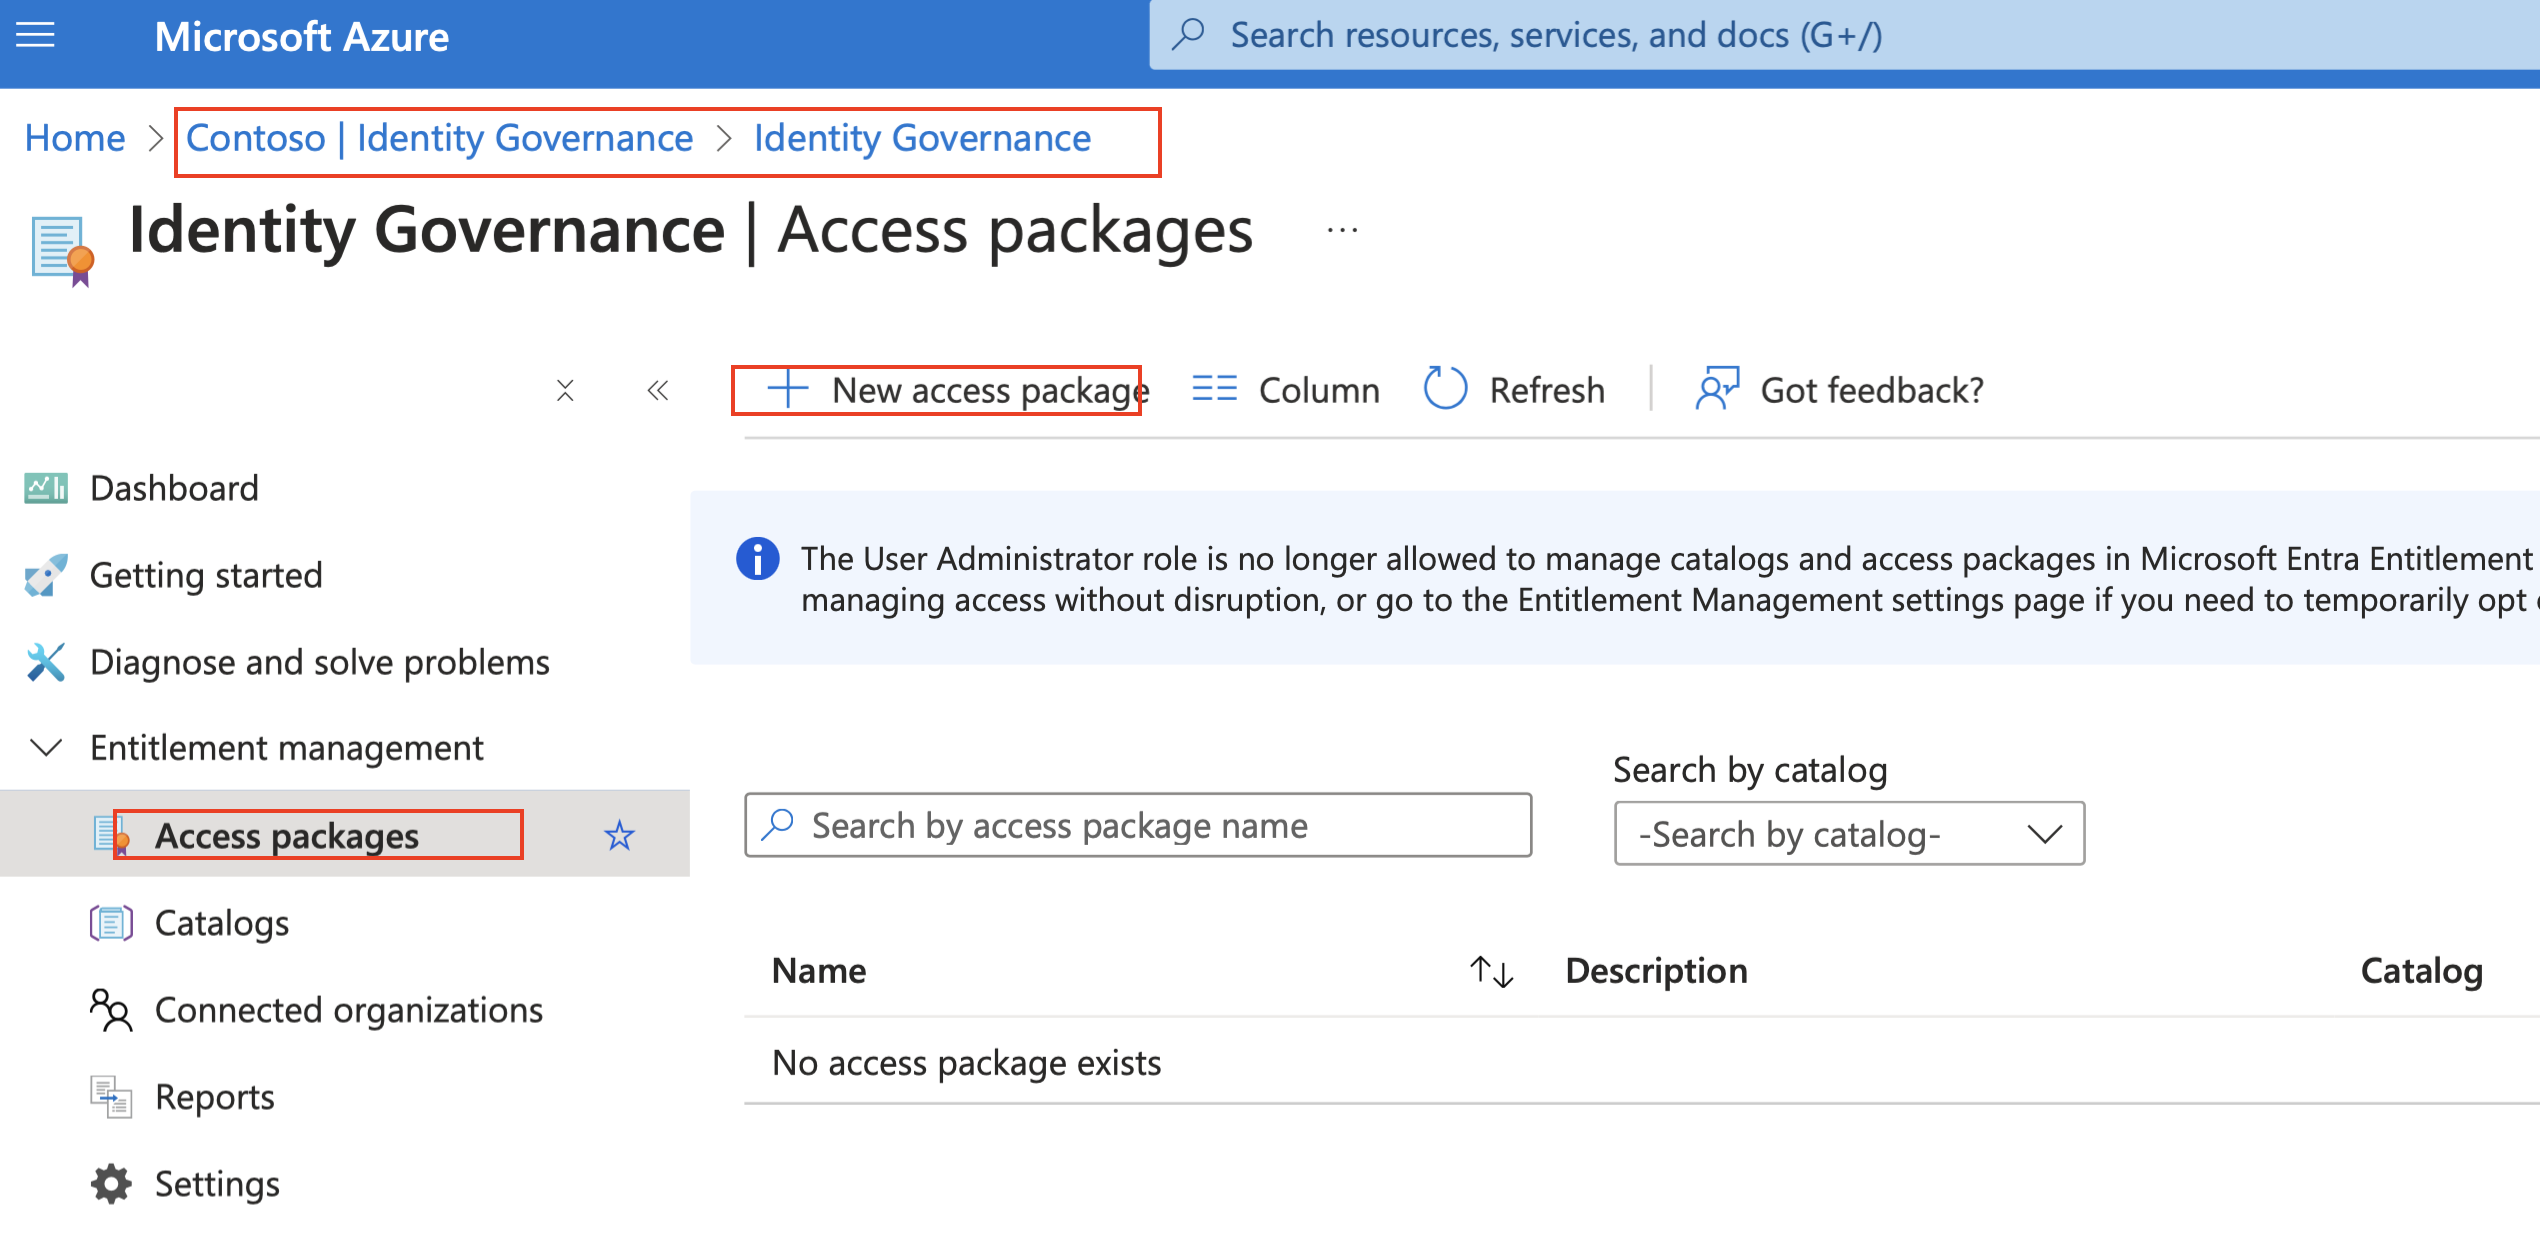 Microsoft Azure
Search resources, services, and docs (G+/)
Home > Contoso | Identity Governance > Identity Governance
Identity Governance | Access packages ...
New access package
Column
Refresh
Got feedback?
Dashboard
Getting started
Diagnose and solve problems
Entitlement management
Access packages
Catalogs
Connected organizations
Reports
Settings
The User Administrator role is no longer allowed to manage catalogs and access packages in Microsoft Entra Entitlement
managing access without disruption, or go to the Entitlement Management settings page if you need to temporarily opt
Search by access package name
Search by catalog
-Search by catalog-
Name
Description
Catalog
No access package exists